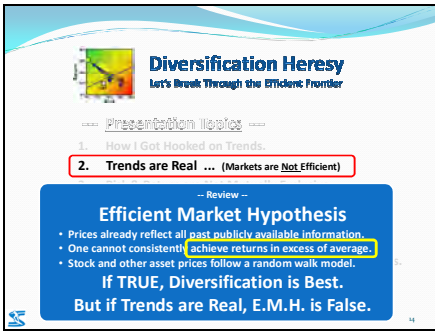 Diversification Heresy
Let's Break Through the Efficient Frontier
--- Presentation Topics ---
1. How I Got Hooked on Trends.
2. Trends are Real ... (Markets are Not Efficient)
-- Review --
Efficient Market Hypothesis
• Prices already reflect all past publicly available information.
• One cannot consistently achieve returns in excess of average.
• Stock and other asset prices follow a random walk model.
If TRUE, Diversification is Best.
But if Trends are Real, E.M.H. is False.
14